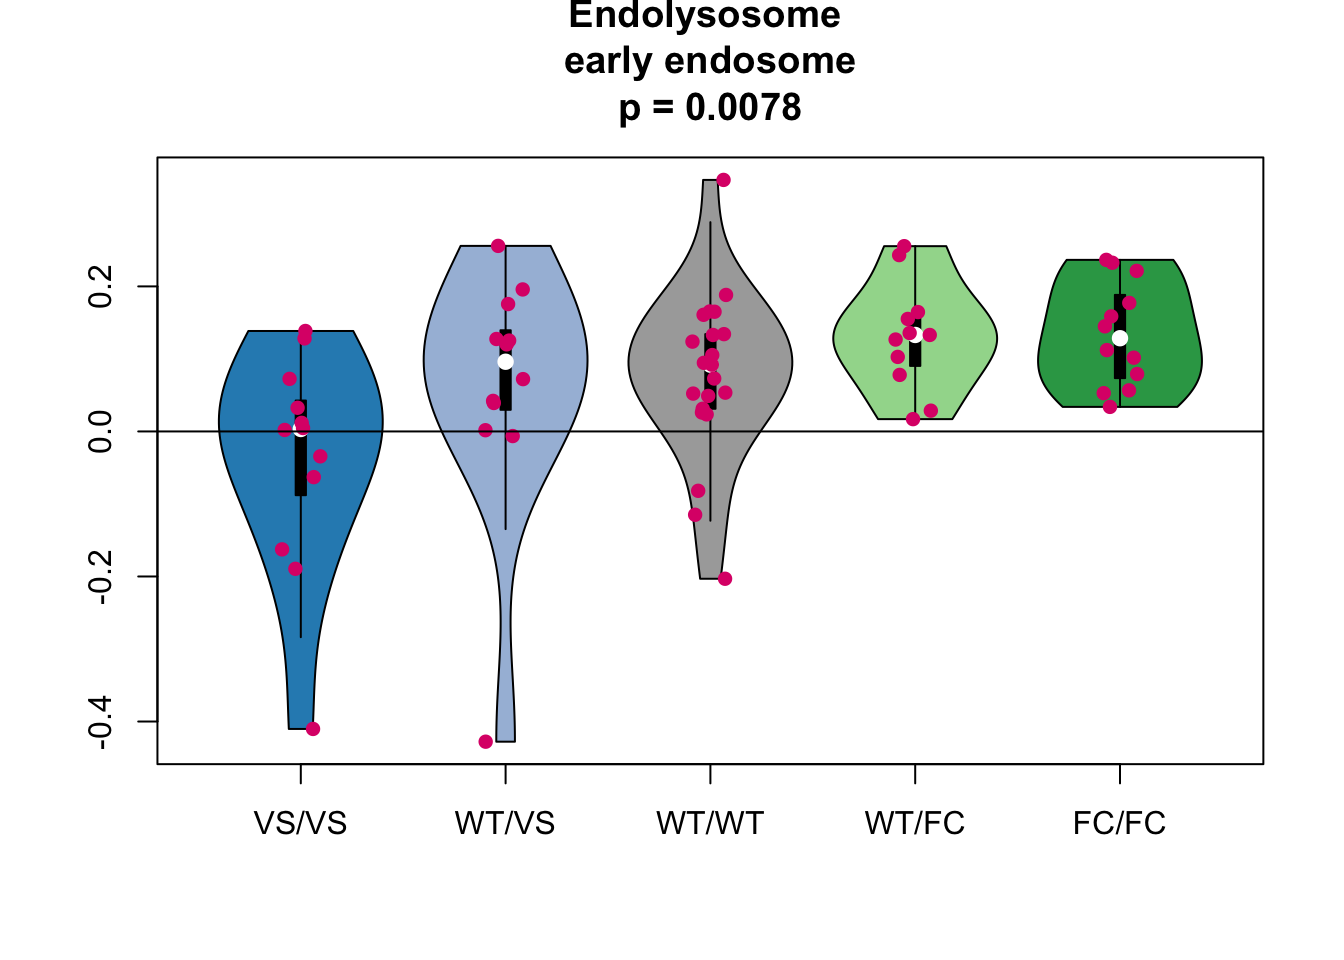 Endolysosome
early endosome
p = 0.0078
0.2
0.0
-0.2
-0.4
VS/VS WT/VS WT/WT WT/FC FC/FC